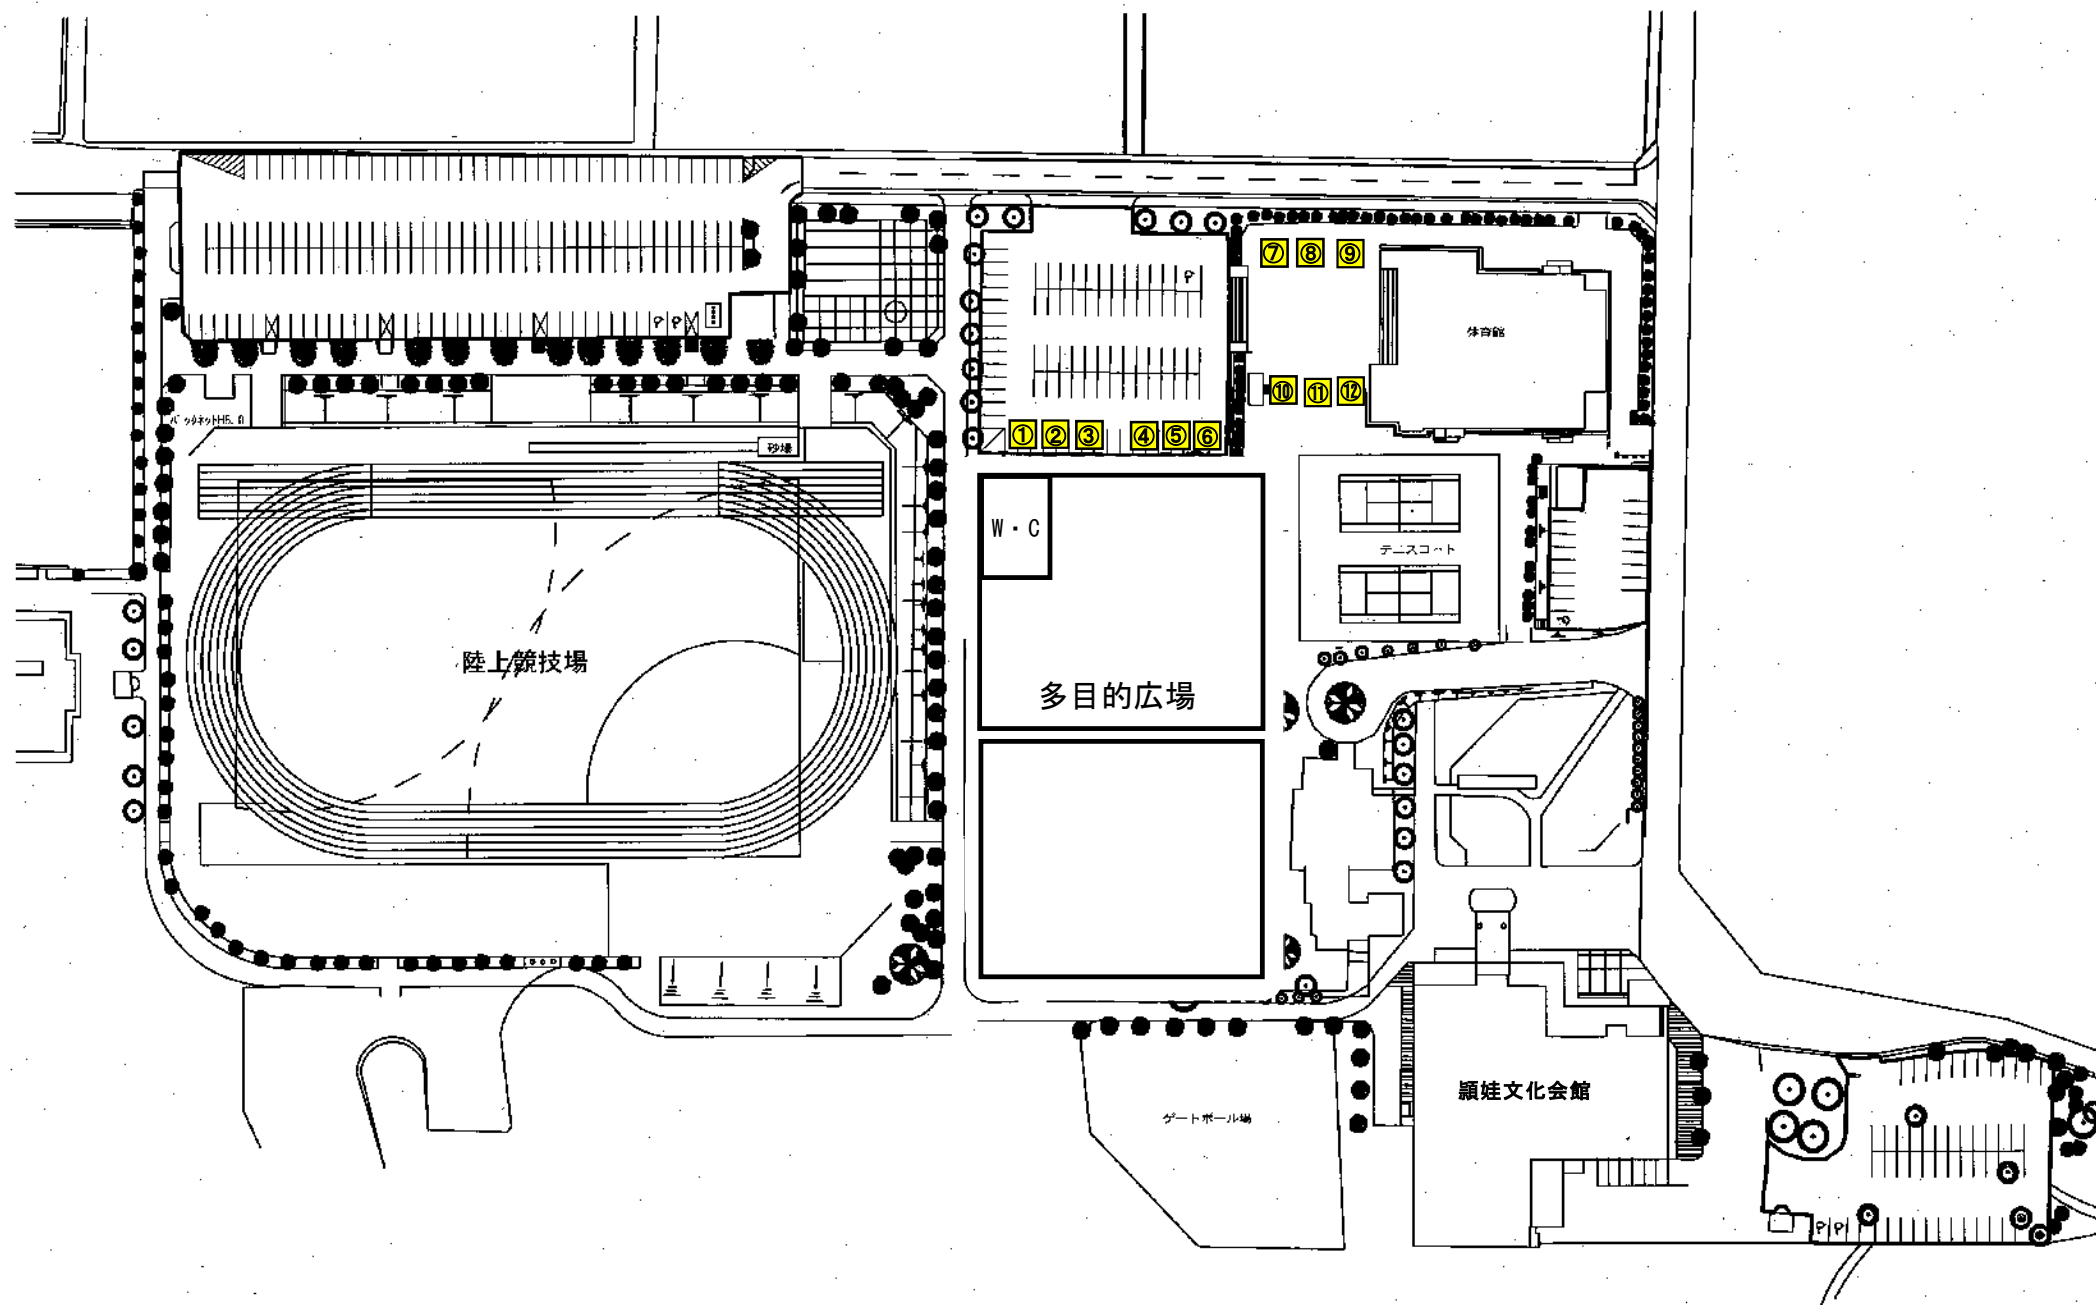 ⑦ ⑧ ⑨
体育館
⑩ ⑪ ⑫
① ② ③ ④ ⑤ ⑥
砂場
W・C
テニスコート
陸上競技場
多目的広場
頴娃文化会館
ゲートボール場